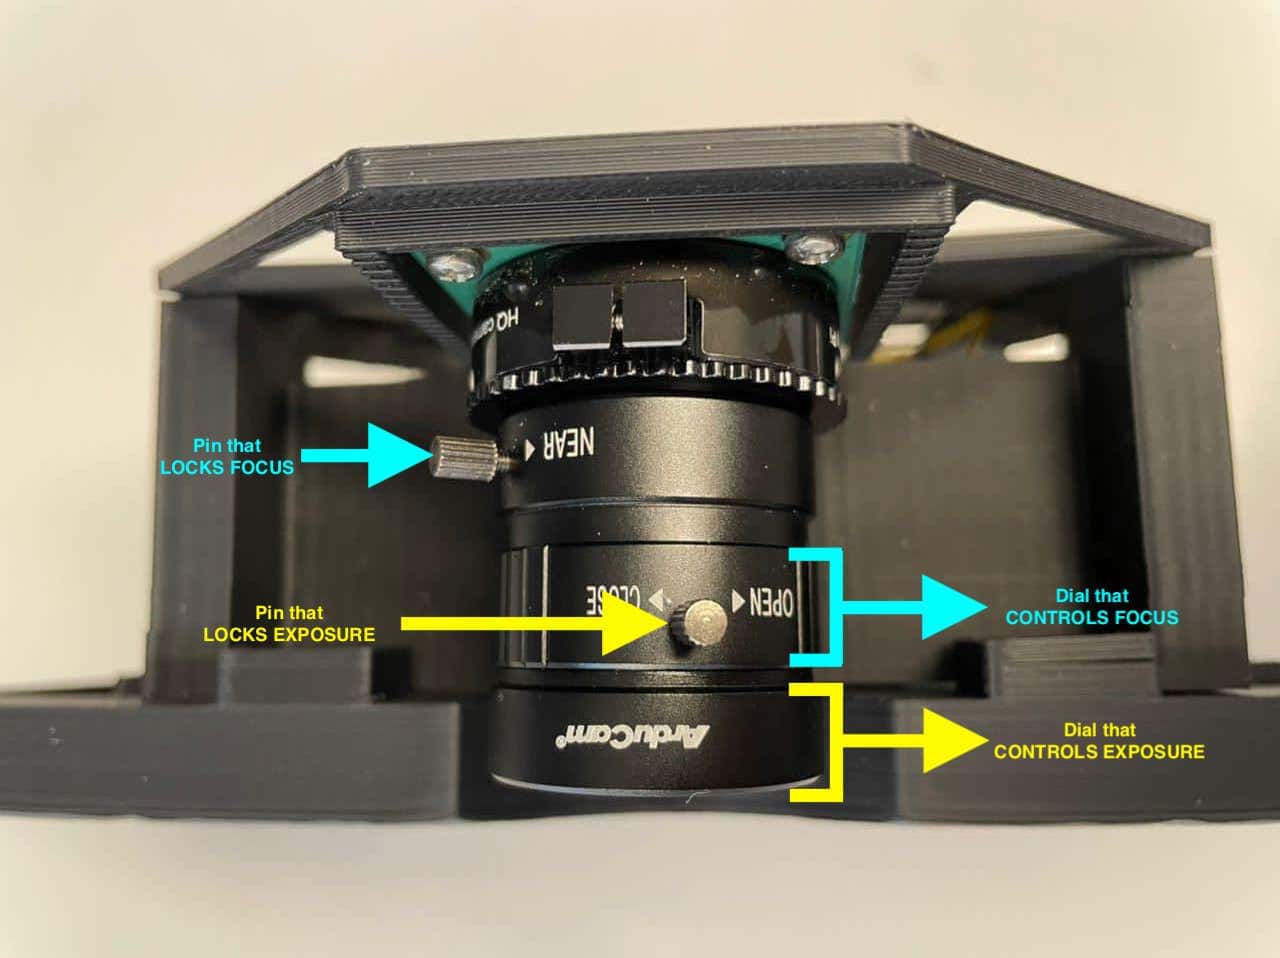 HQ
NEAR
Pin that
LOCKS FOCUS
CLOSE
OPEN
Pin that
LOCKS EXPOSURE
Dial that
CONTROLS FOCUS
ArduCam®
Dial that
CONTROLS EXPOSURE